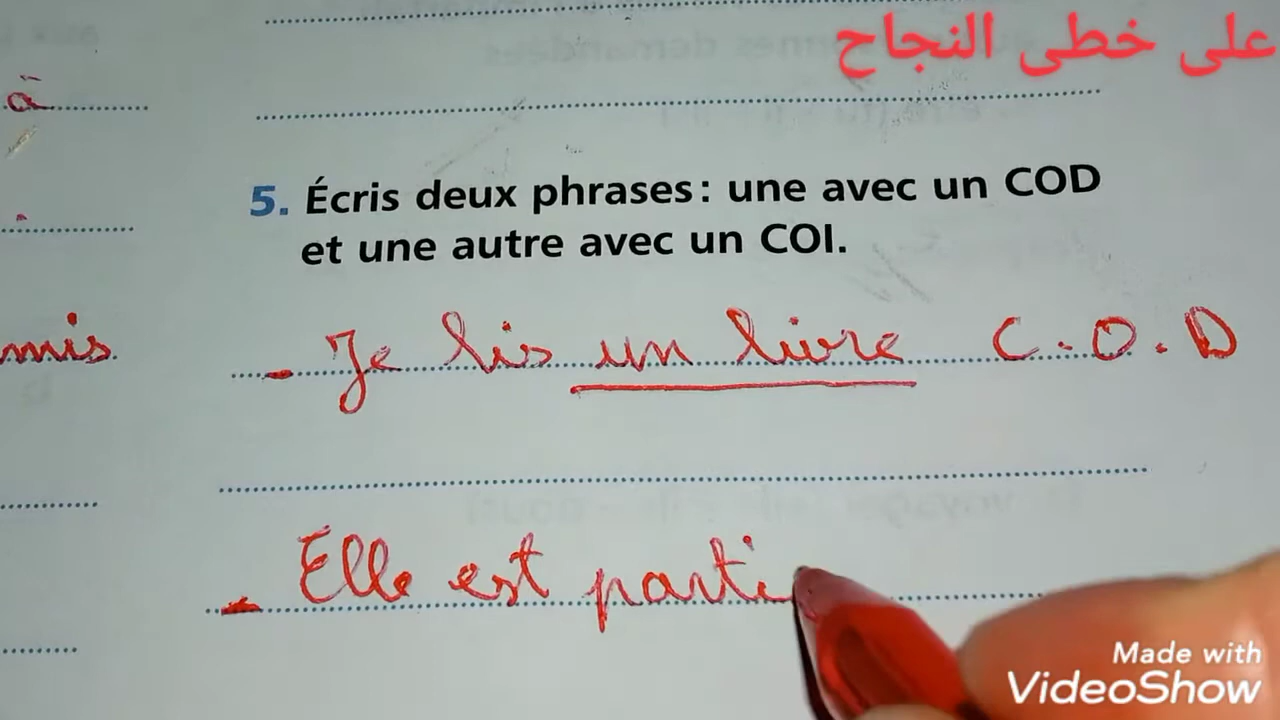 على خطى النجاح
à
5. Écris deux phrases : une avec un COD
et une autre avec un COI.
mis.
- Je lis un livre C.O.D
- Elle est parti
Made with
VideoShow